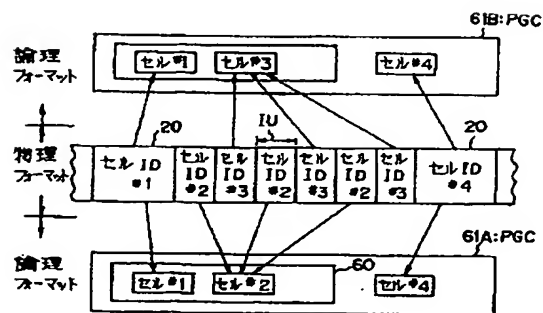 61B:PGC
論理
フォーマット
セル#1
セル#3
セル#4
物理
フォーマット
20
IU
20
セル ID #1
セル ID #2
セル ID #3
セル ID #2
セル ID #3
セル ID #2
セル ID #3
セル ID #4
61A:PGC
論理
フォーマット
60
セル#1
セル#2
セル#4